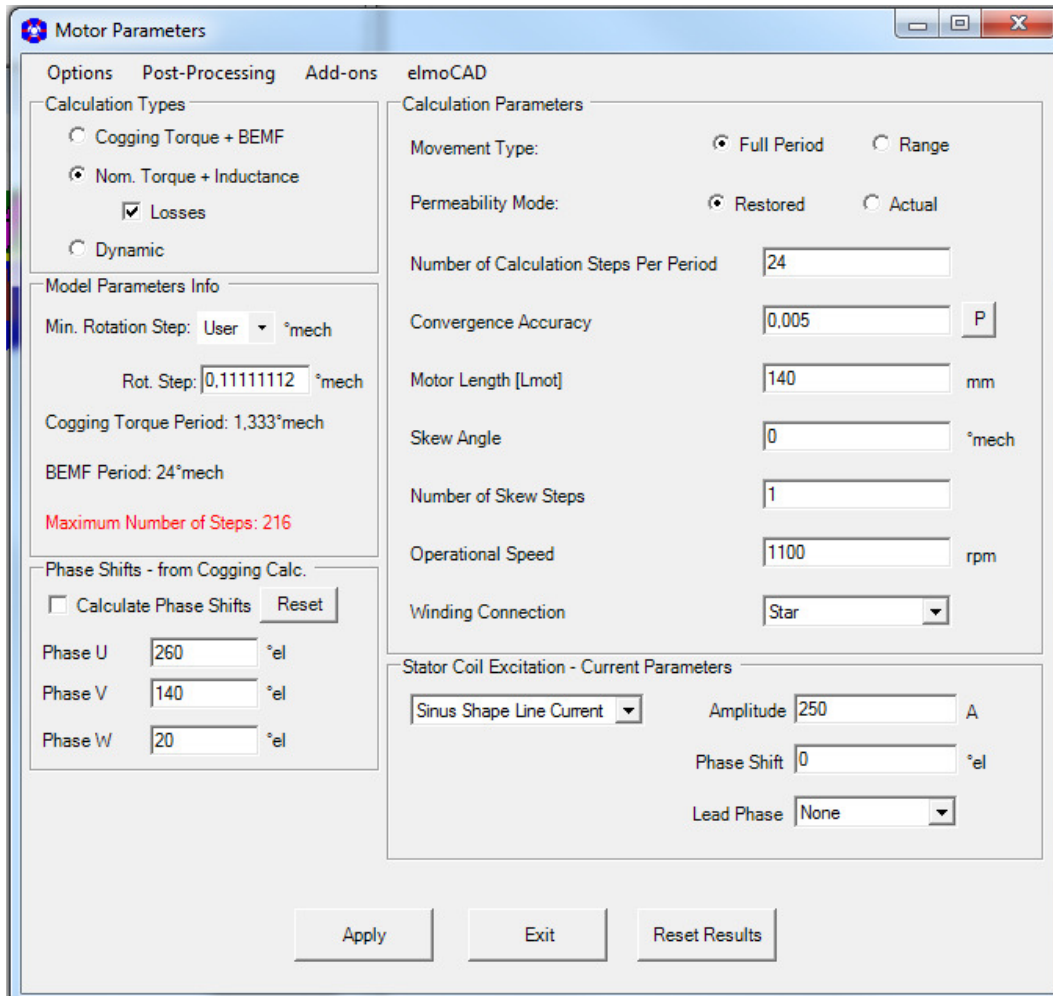 Motor Parameters
Options Post-Processing Add-ons elmoCAD
Calculation Types
Cogging Torque + BEMF
Nom. Torque + Inductance
Losses
Dynamic
Model Parameters Info
Min. Rotation Step: User °mech
Rot. Step: 0,11111112 °mech
Cogging Torque Period: 1,333°mech
BEMF Period: 24°mech
Maximum Number of Steps: 216
Phase Shifts - from Cogging Calc.
Calculate Phase Shifts Reset
Phase U 260 °el
Phase V 140 °el
Phase W 20 °el
Calculation Parameters
Movement Type: Full Period Range
Permeability Mode: Restored Actual
Number of Calculation Steps Per Period 24
Convergence Accuracy 0,005 P
Motor Length [Lmot] 140 mm
Skew Angle 0 °mech
Number of Skew Steps 1
Operational Speed 1100 rpm
Winding Connection Star
Stator Coil Excitation - Current Parameters
Sinus Shape Line Current Amplitude 250 A
Phase Shift 0 °el
Lead Phase None
Apply Exit Reset Results